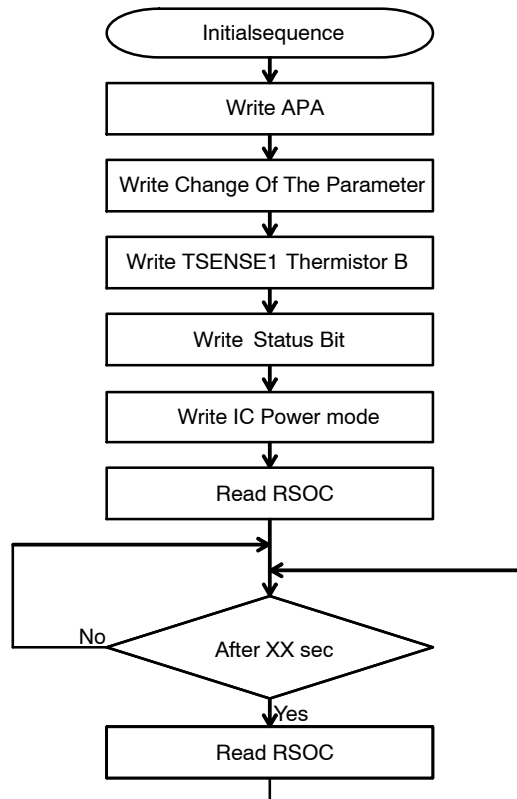 Initialsequence
Write APA
Write Change Of The Parameter
Write TSENSE1 Thermistor B
Write Status Bit
Write IC Power mode
Read RSOC
No
After XX sec
Yes
Read RSOC